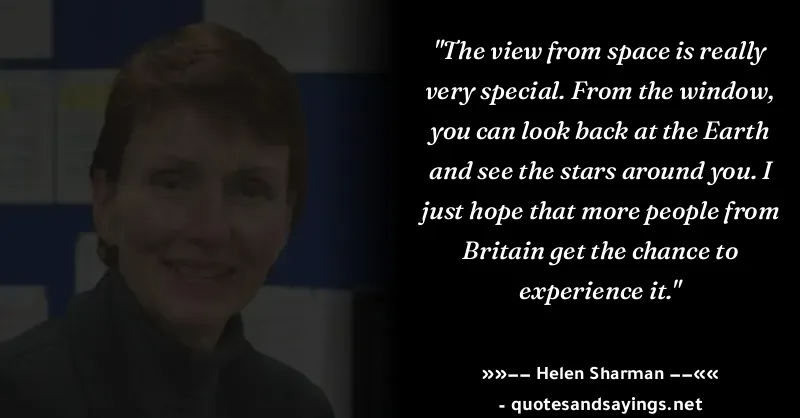 "The view from space is really
very special. From the window,
you can look back at the Earth
and see the stars around you. I
just hope that more people from
Britain get the chance to
experience it."
»»–– Helen Sharman ––««
- quotesandsayings.net